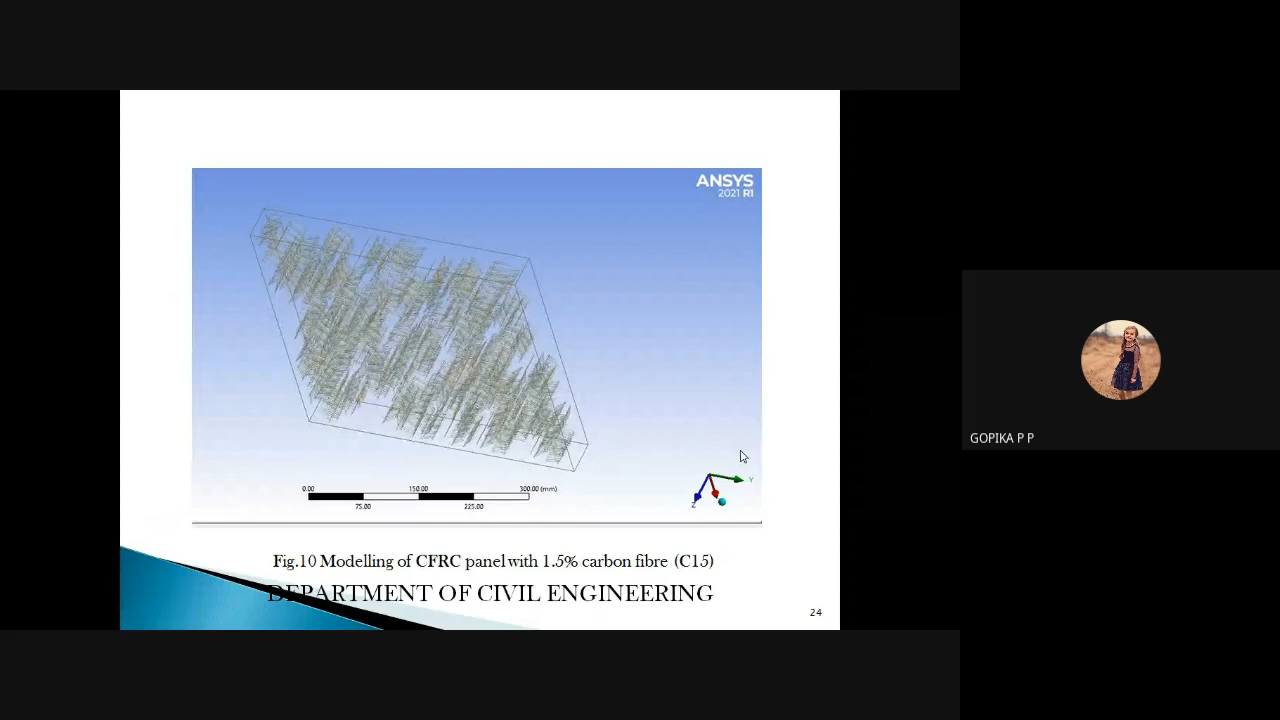 ANSYS
2021 R1
0.00 150.00 300.00 (mm)
75.00 225.00
Y
Z
Fig.10 Modelling of CFRC panel with 1.5% carbon fibre (C15)
DEPARTMENT OF CIVIL ENGINEERING
24
GOPIKA P P